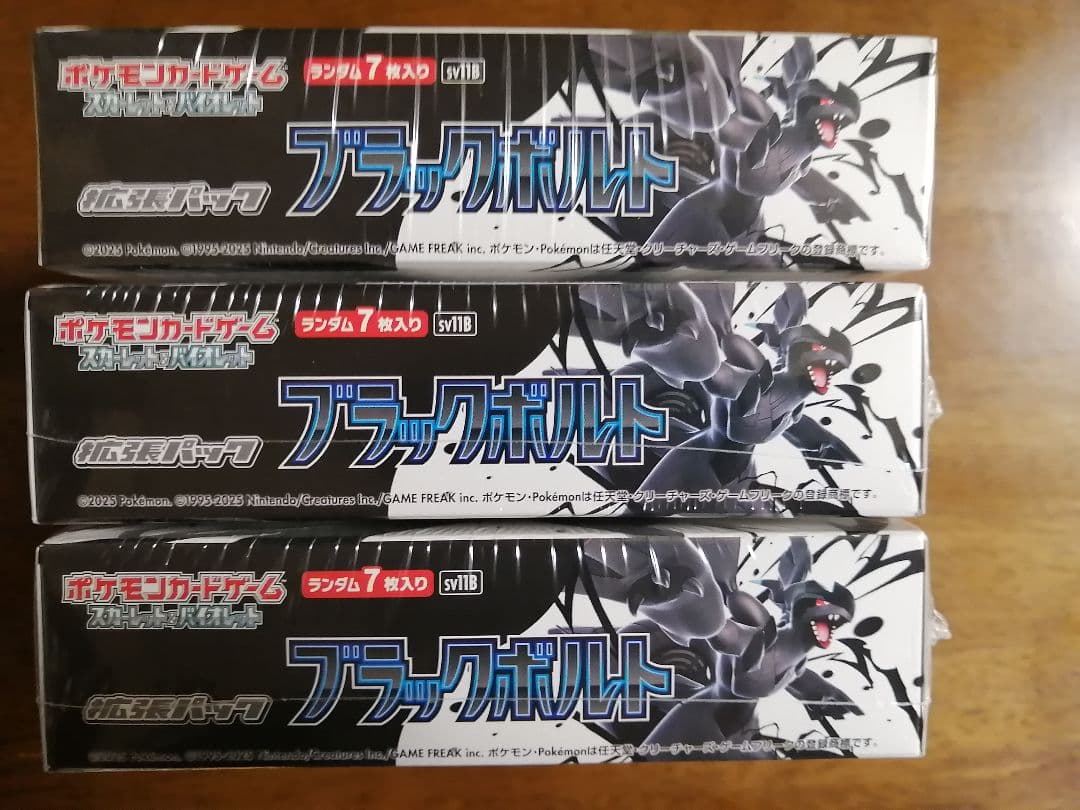 ポケモンカードゲーム
スカーレット&バイオレット
ランダム7枚入り sv11B
ブラックボルト
拡張パック
©2025 Pokémon. ©1995-2025 Nintendo/Creatures Inc./GAME FREAK inc. ポケモン・Pokémonは任天堂・クリーチャーズ・ゲームフリークの登録商標です。
ポケモンカードゲーム
スカーレット&バイオレット
ランダム7枚入り sv11B
ブラックボルト
拡張パック
©2025 Pokémon. ©1995-2025 Nintendo/Creatures Inc./GAME FREAK inc. ポケモン・Pokémonは任天堂・クリーチャーズ・ゲームフリークの登録商標です。
ポケモンカードゲーム
スカーレット&バイオレット
ランダム7枚入り sv11B
ブラックボルト
拡張パック
©2025 Pokémon. ©1995-2025 Nintendo/Creatures Inc./GAME FREAK inc. ポケモン・Pokémonは任天堂・クリーチャーズ・ゲームフリークの登録商標です。